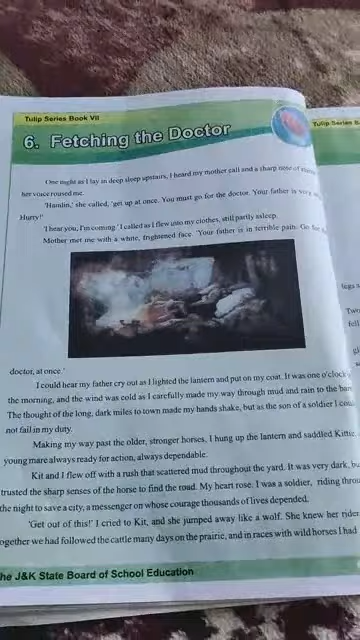 Tulip Series Book VII
Tulip Series B
6. Fetching the Doctor
One night as I lay in deep sleep upstairs, I heard my mother call and a sharp note of
her voice roused me.
'Hamlin,' she called, 'get up at once. You must go for the doctor. Your father is very
Hurry!'
'I hear you, I'm coming.' I called as I flew into my clothes, still partly asleep.
Mother met me with a white, frightened face. 'Your father is in terrible pain. Go for
doctor, at once.'
I could hear my father cry out as I lighted the lantern and put on my coat. It was one o'clock
the morning, and the wind was cold as I carefully made my way through mud and rain to the
The thought of the long, dark miles to town made my hands shake, but as the son of a soldier I
not fail in my duty.
Making my way past the older, stronger horses, I hung up the lantern and saddled
young mare always ready for action, always dependable.
Kit and I flew off with a rush that scattered mud throughout the yard. It was very dark,
trusted the sharp senses of the horse to find the road. My heart rose. I was a soldier, riding
the night to save a city, a messenger on whose courage thousands of lives depended.
'Get out of this!' I cried to Kit, and she jumped away like a wolf. She knew her rider
ogether we had followed the cattle many days on the prairie, and in races with wild horses I had
he J&K State Board of School Education
legs
Two
fell